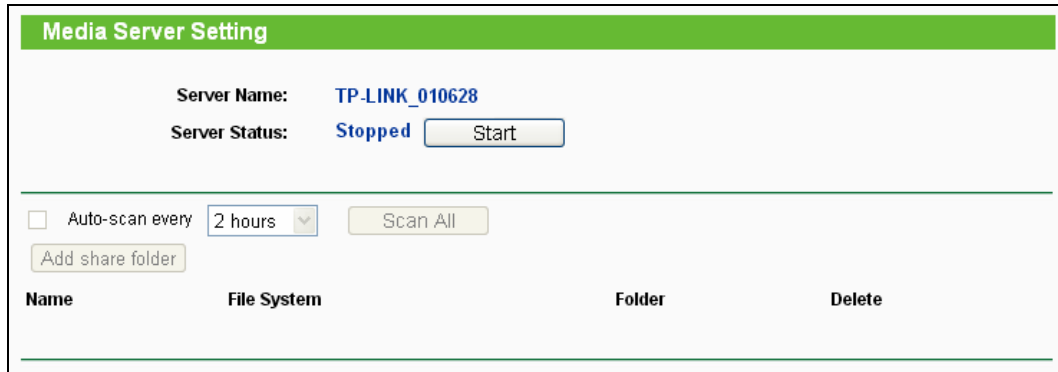 Media Server Setting
Server Name: TP-LINK_010628
Server Status: Stopped Start
Auto-scan every 2 hours Scan All
Add share folder
Name File System Folder Delete